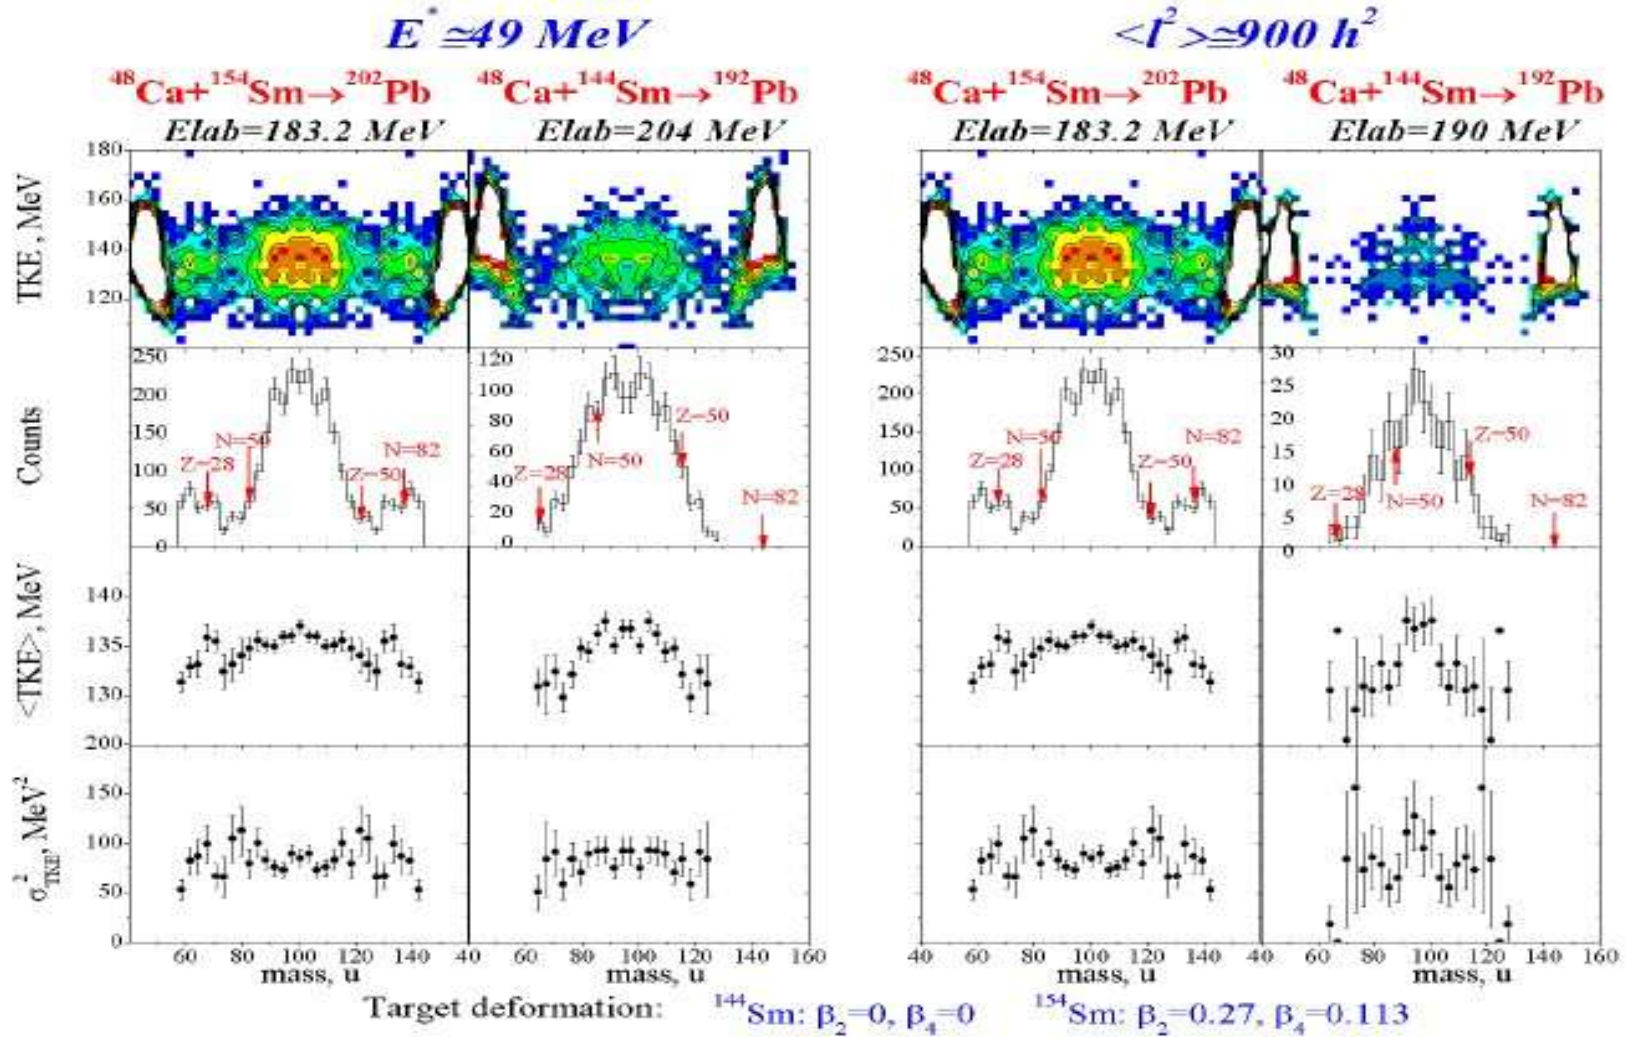 E* ≅49 MeV <l²>≅900 h²
⁴⁸Ca+¹⁵⁴Sm→²⁰²Pb ⁴⁸Ca+¹⁴⁴Sm→¹⁹²Pb ⁴⁸Ca+¹⁵⁴Sm→²⁰²Pb ⁴⁸Ca+¹⁴⁴Sm→¹⁹²Pb
Elab=183.2 MeV Elab=204 MeV Elab=183.2 MeV Elab=190 MeV
TKE, MeV
180
160
140
120
Counts
250 200 150 100 50 0
Z=28 N=50 Z=50 N=82
120 100 80 60 40 20 0
Z=28 N=50 Z=50 N=82
250 200 150 100 50 0
Z=28 N=50 Z=50 N=82
30 25 20 15 10 5 0
Z=28 N=50 Z=50 N=82
<TKE>, MeV
140
135
130
200
σ²TKE, MeV²
150
100
50
0
60 80 100 120 140 60 80 100 120 140 160 40 60 80 100 120 40 60 80 100 120 140 160
mass, u mass, u mass, u mass, u
Target deformation: ¹⁴⁴Sm: β₂=0, β₄=0 ¹⁵⁴Sm: β₂=0.27, β₄=0.113